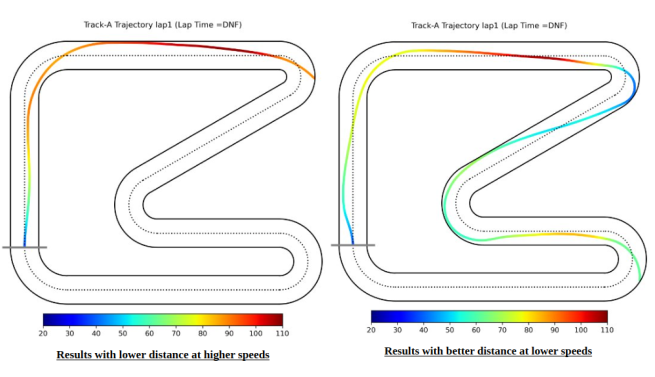 Track-A Trajectory lap1 (Lap Time =DNF)
20 30 40 50 60 70 80 90 100 110
Results with lower distance at higher speeds
Track-A Trajectory lap1 (Lap Time =DNF)
20 30 40 50 60 70 80 90 100 110
Results with better distance at lower speeds